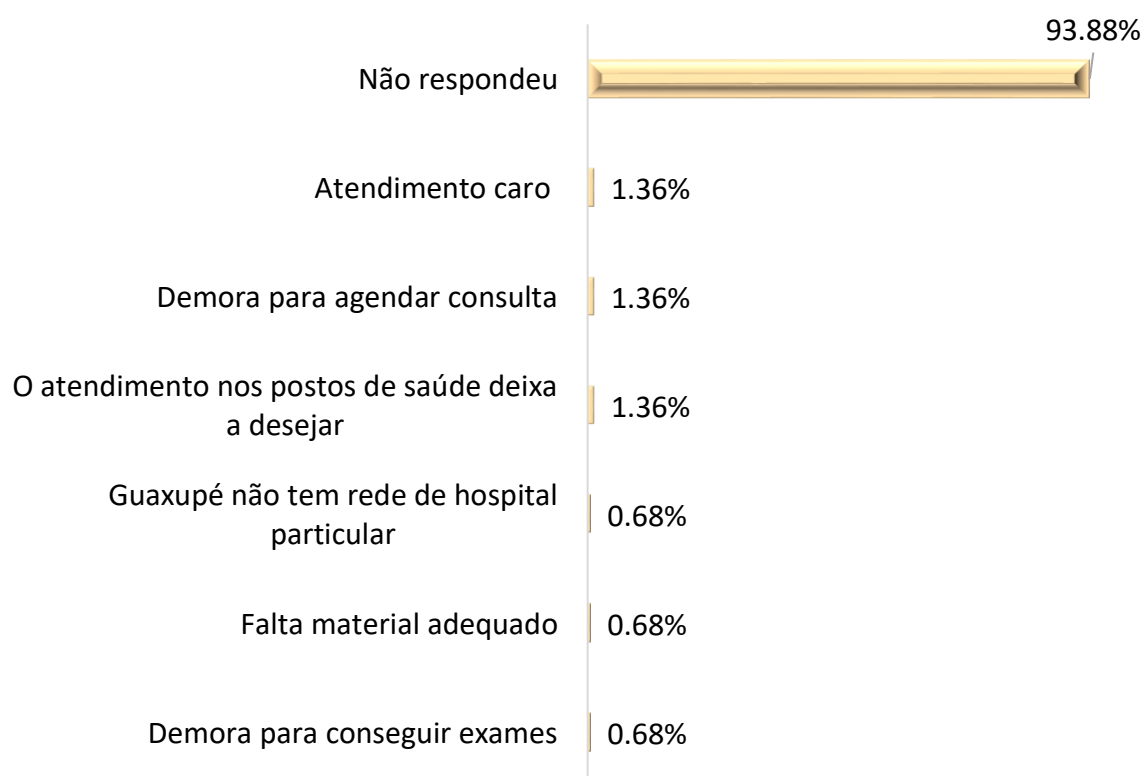 93.88%
Não respondeu
Atendimento caro
1.36%
Demora para agendar consulta
1.36%
O atendimento nos postos de saúde deixa
a desejar
1.36%
Guaxupé não tem rede de hospital
particular
0.68%
Falta material adequado
0.68%
Demora para conseguir exames
0.68%